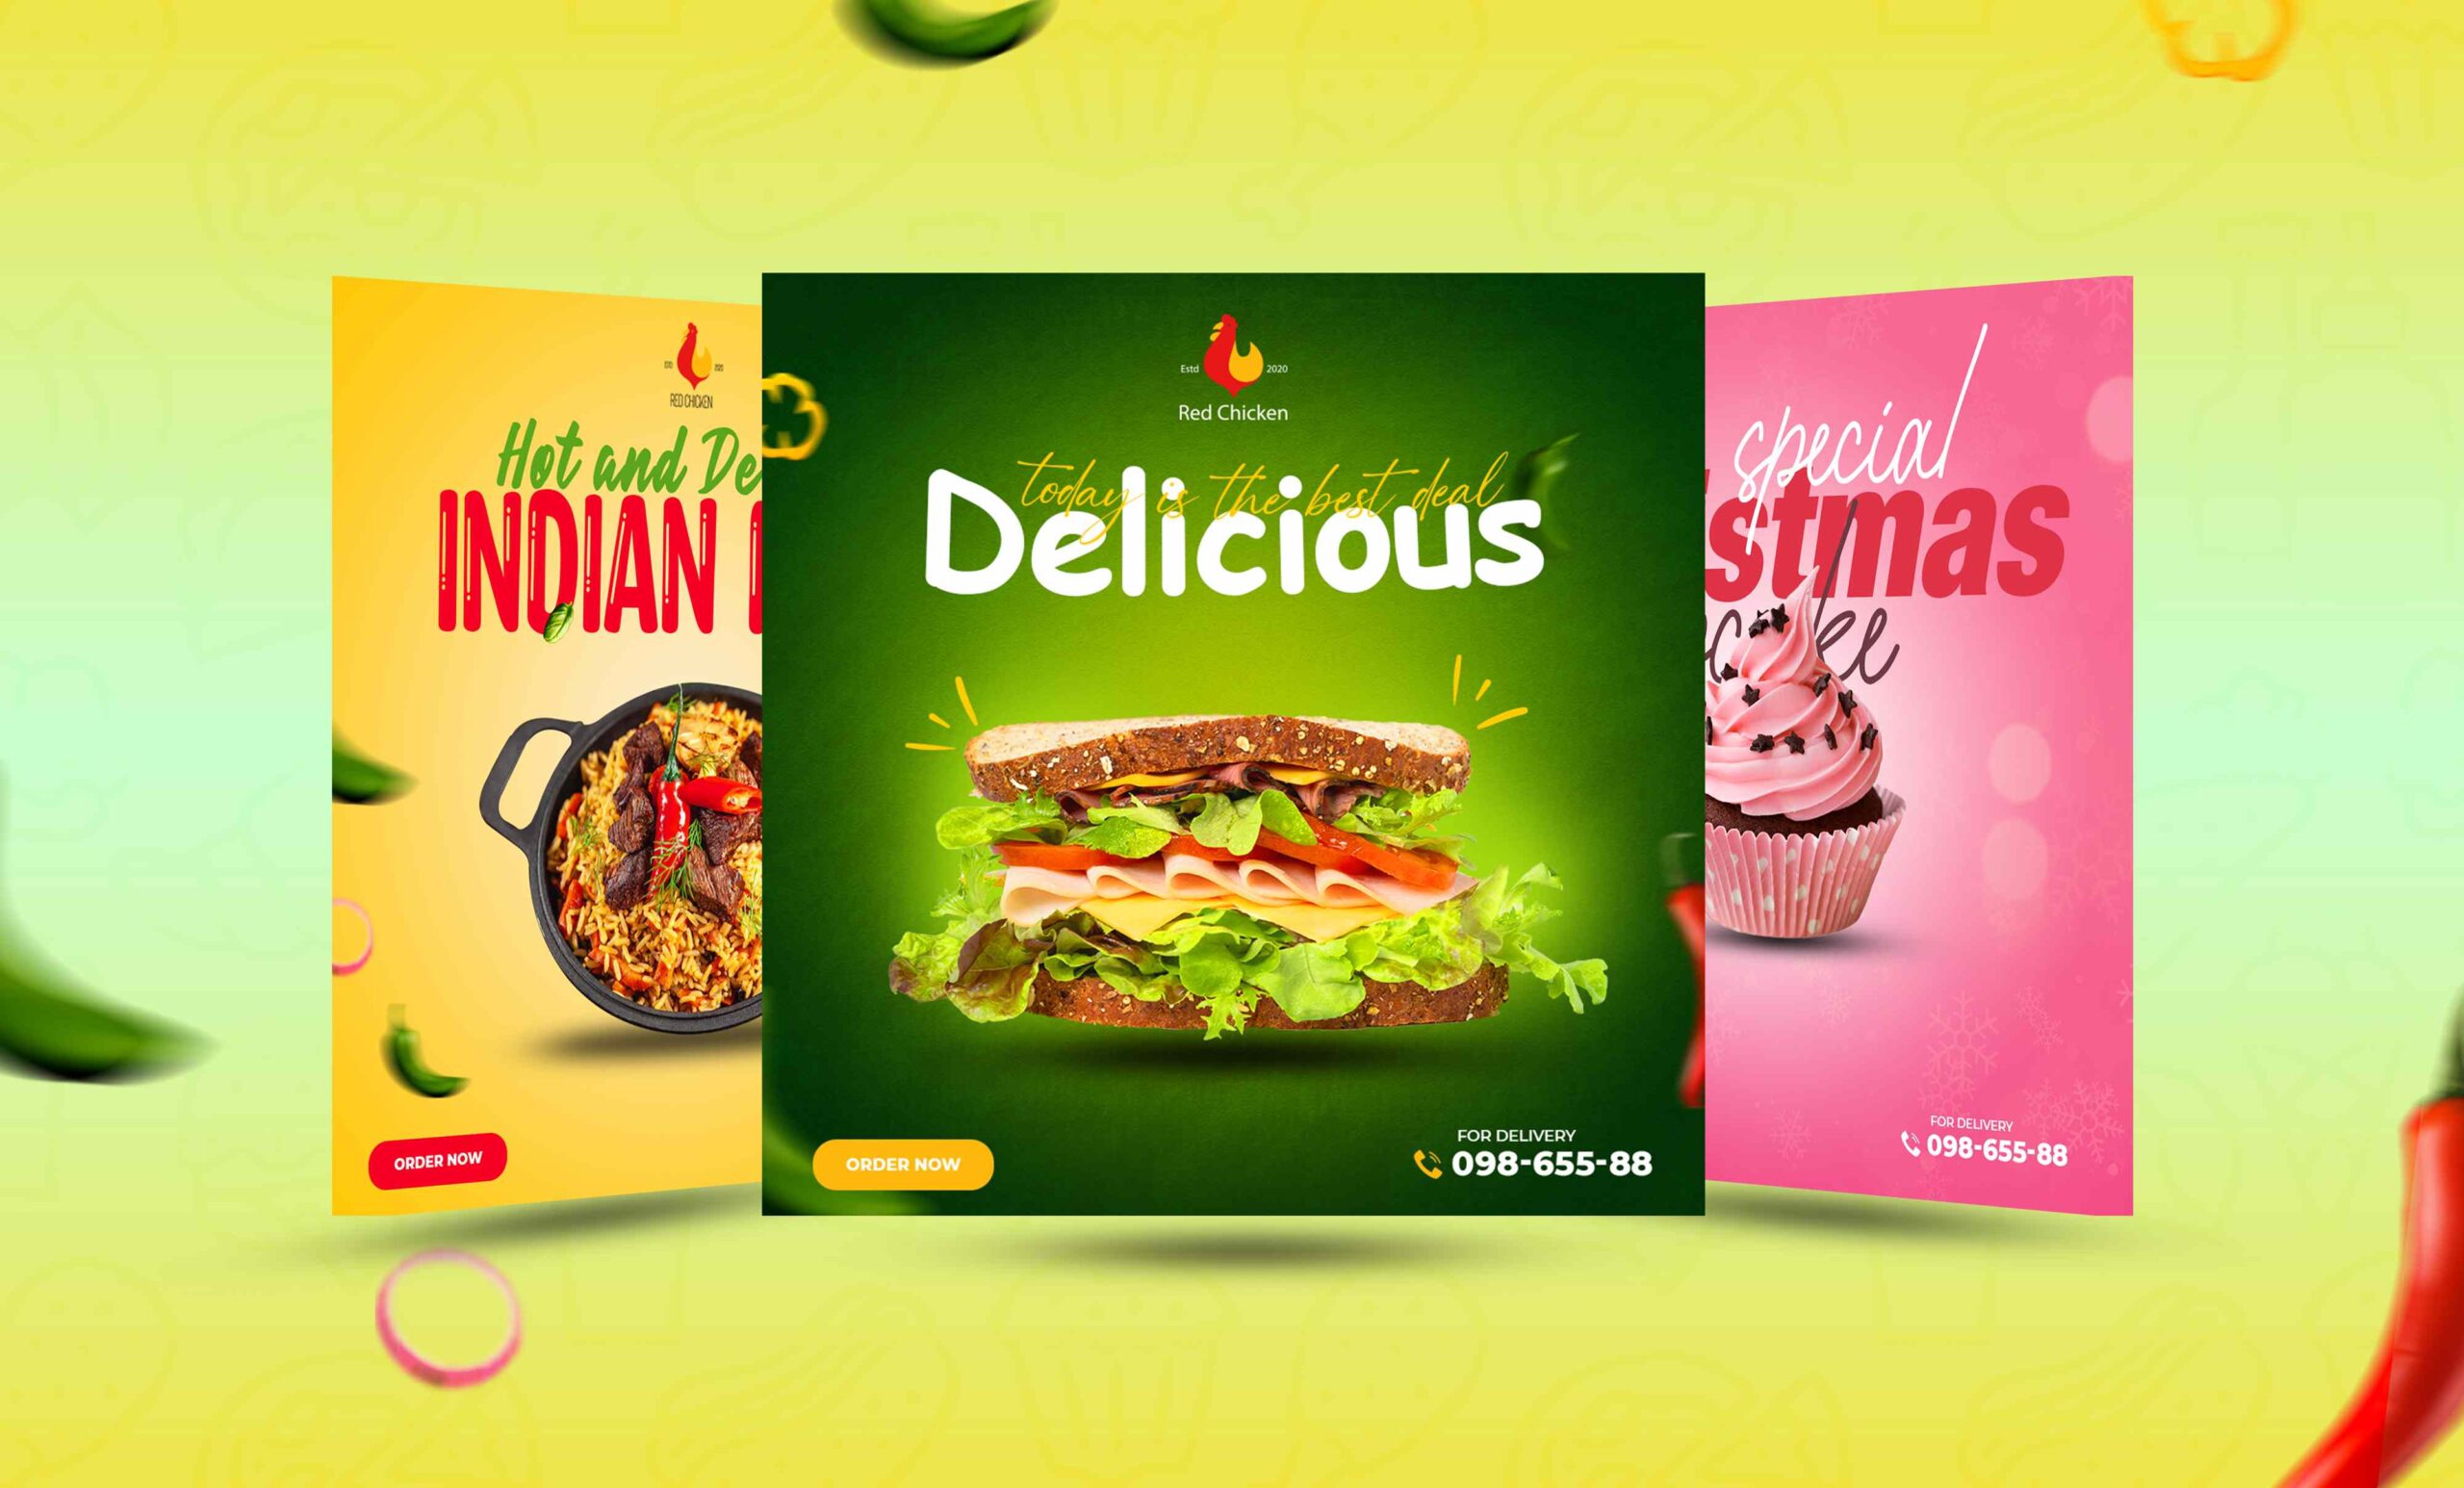 Estd 2020
RED CHICKEN
Hot and De
INDIAN
ORDER NOW
Estd 2020
Red Chicken
today is the best deal
Delicious
ORDER NOW
FOR DELIVERY
098-655-88
special
stmas
cake
FOR DELIVERY
098-655-88